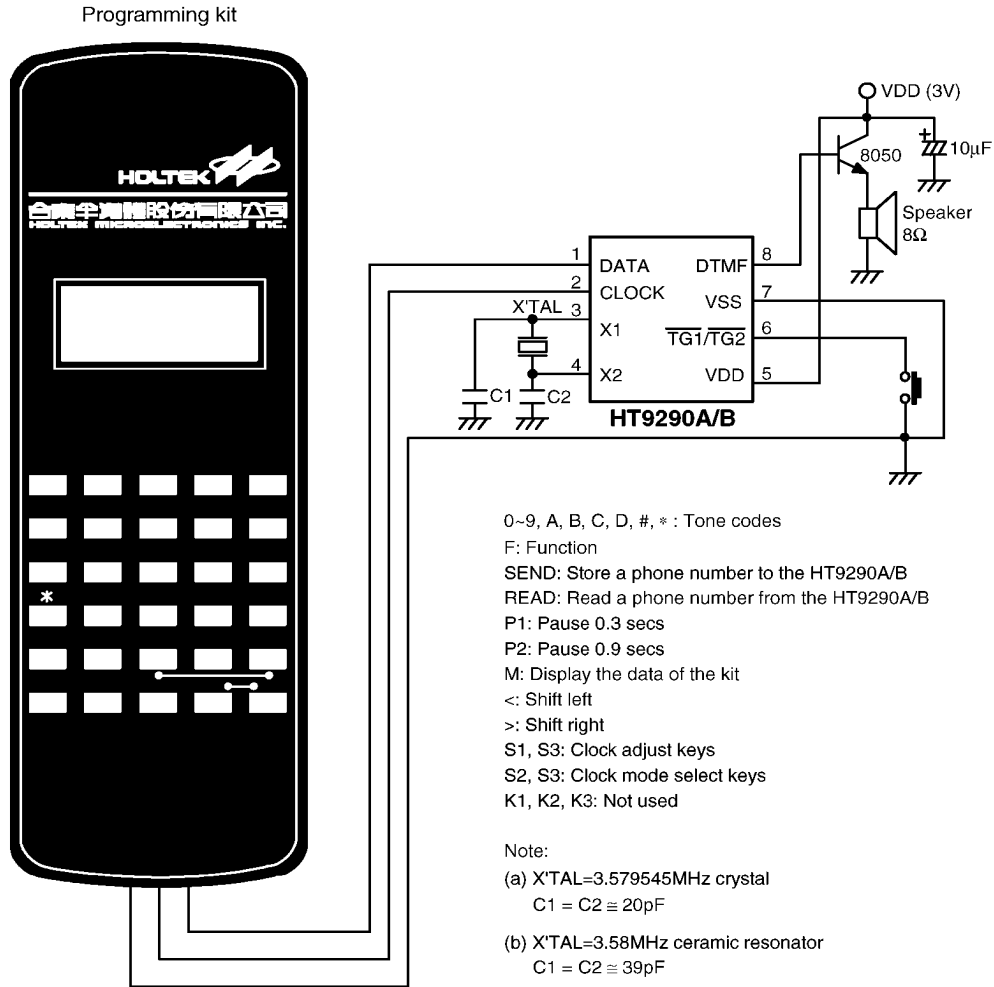 Programming kit
HOLTEK
合泰半導體股份有限公司
HOLTEK MICROELECTRONICS INC.
*
VDD (3V)
8050
10µF
Speaker
8Ω
1
DATA
DTMF
8
2
CLOCK
VSS
7
X'TAL
3
X1
TG1/TG2
6
4
X2
VDD
5
C1
C2
HT9290A/B
0~9, A, B, C, D, #, * : Tone codes
F: Function
SEND: Store a phone number to the HT9290A/B
READ: Read a phone number from the HT9290A/B
P1: Pause 0.3 secs
P2: Pause 0.9 secs
M: Display the data of the kit
<: Shift left
>: Shift right
S1, S3: Clock adjust keys
S2, S3: Clock mode select keys
K1, K2, K3: Not used
Note:
(a) X'TAL=3.579545MHz crystal
C1 = C2 ≅ 20pF
(b) X'TAL=3.58MHz ceramic resonator
C1 = C2 ≅ 39pF